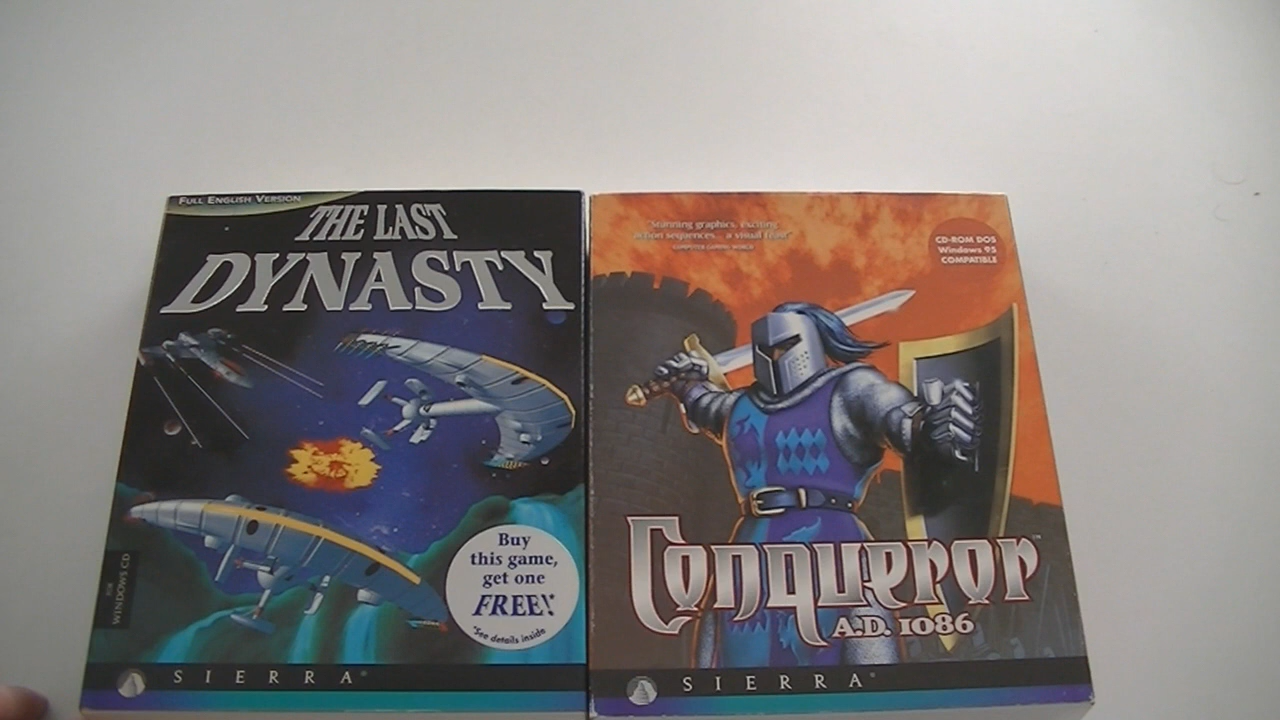 FULL ENGLISH VERSION
THE LAST
DYNASTY
Buy
this game,
get one
FREE!*
*See details inside
FOR
WINDOWS CD
SIERRA®
"Stunning graphics, exciting
action sequences... a visual feast"
COMPUTER GAMING WORLD
CD-ROM DOS
Windows 95
COMPATIBLE
Conqueror™
A.D. 1086
SIERRA®